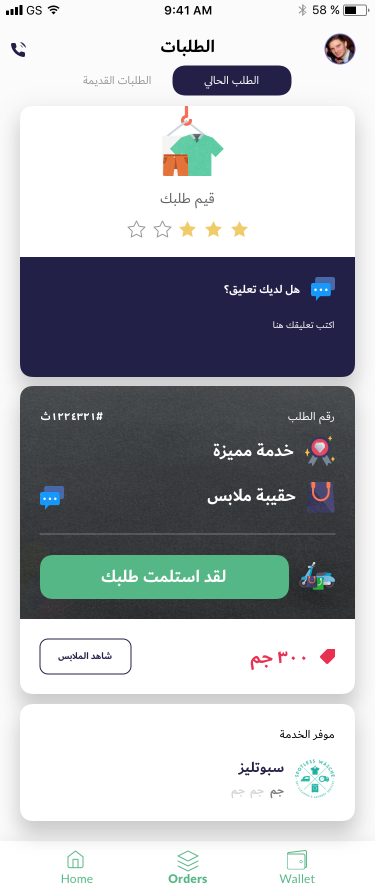 GS 9:41 AM 58 %
الطلبات
الطلب الحالي الطلبات القديمة
قيم طلبك
هل لديك تعليق؟
اكتب تعليقك هنا
رقم الطلب #١٢٢٤٣٢١ث
خدمة مميزة
حقيبة ملابس
لقد استلمت طلبك
٣٠٠ جم شاهد الملابس
موفر الخدمة
سبوتليز
جم جم جم
SPOTLESS WASCHE
Home Orders Wallet